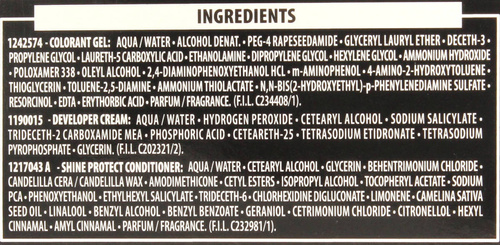 INGREDIENTS
1242574 - COLORANT GEL: AQUA / WATER • ALCOHOL DENAT. • PEG-4 RAPESEEDAMIDE • GLYCERYL LAURYL ETHER • DECETH-3 •
PROPYLENE GLYCOL • LAURETH-5 CARBOXYLIC ACID • ETHANOLAMINE • DIPROPYLENE GLYCOL • HEXYLENE GLYCOL • AMMONIUM HYDROXIDE
• POLOXAMER 338 • OLEYL ALCOHOL • 2,4-DIAMINOPHENOXYETHANOL HCL • m-AMINOPHENOL • 4-AMINO-2-HYDROXYTOLUENE •
THIOGLYCERIN • TOLUENE-2,5-DIAMINE • AMMONIUM THIOLACTATE • N,N-BIS(2-HYDROXYETHYL)-p-PHENYLENEDIAMINE SULFATE •
RESORCINOL • EDTA • ERYTHORBIC ACID • PARFUM / FRAGRANCE. (F.I.L. C234408/1).
1190015 - DEVELOPER CREAM: AQUA / WATER • HYDROGEN PEROXIDE • CETEARYL ALCOHOL • SODIUM SALICYLATE •
TRIDECETH-2 CARBOXAMIDE MEA • PHOSPHORIC ACID • CETEARETH-25 • TETRASODIUM ETIDRONATE • TETRASODIUM
PYROPHOSPHATE • GLYCERIN. (F.I.L. C202321/2).
1217043 A • SHINE PROTECT CONDITIONER: AQUA / WATER • CETEARYL ALCOHOL • GLYCERIN • BEHENTRIMONIUM CHLORIDE •
CANDELILLA CERA / CANDELILLA WAX • AMODIMETHICONE • CETYL ESTERS • ISOPROPYL ALCOHOL • TOCOPHERYL ACETATE • SODIUM
PCA • PHENOXYETHANOL • ETHYLHEXYL SALICYLATE • TRIDECETH-6 • CHLORHEXIDINE DIGLUCONATE • LIMONENE • CAMELINA SATIVA
SEED OIL • LINALOOL • BENZYL ALCOHOL • BENZYL BENZOATE • GERANIOL • CETRIMONIUM CHLORIDE • CITRONELLOL • HEXYL
CINNAMAL • AMYL CINNAMAL • PARFUM / FRAGRANCE. (F.I.L. C232981/1).